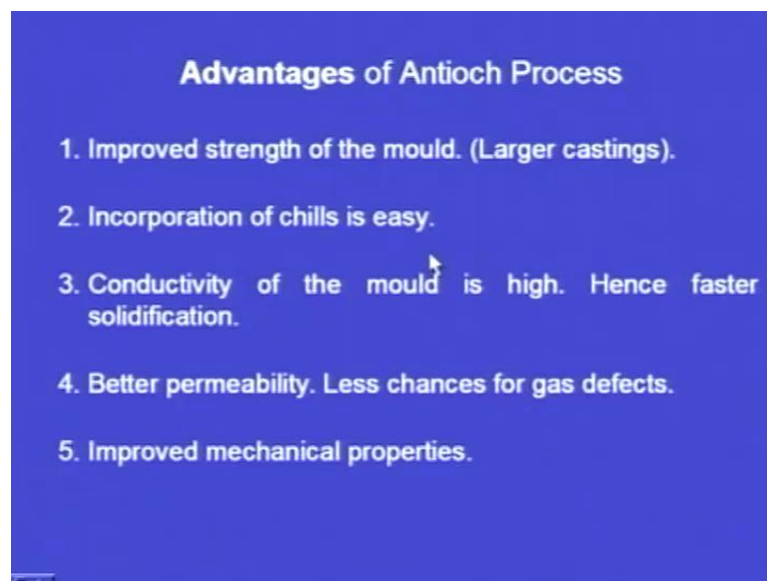 Advantages of Antioch Process
1. Improved strength of the mould. (Larger castings).
2. Incorporation of chills is easy.
3. Conductivity of the mould is high. Hence faster
solidification.
4. Better permeability. Less chances for gas defects.
5. Improved mechanical properties.